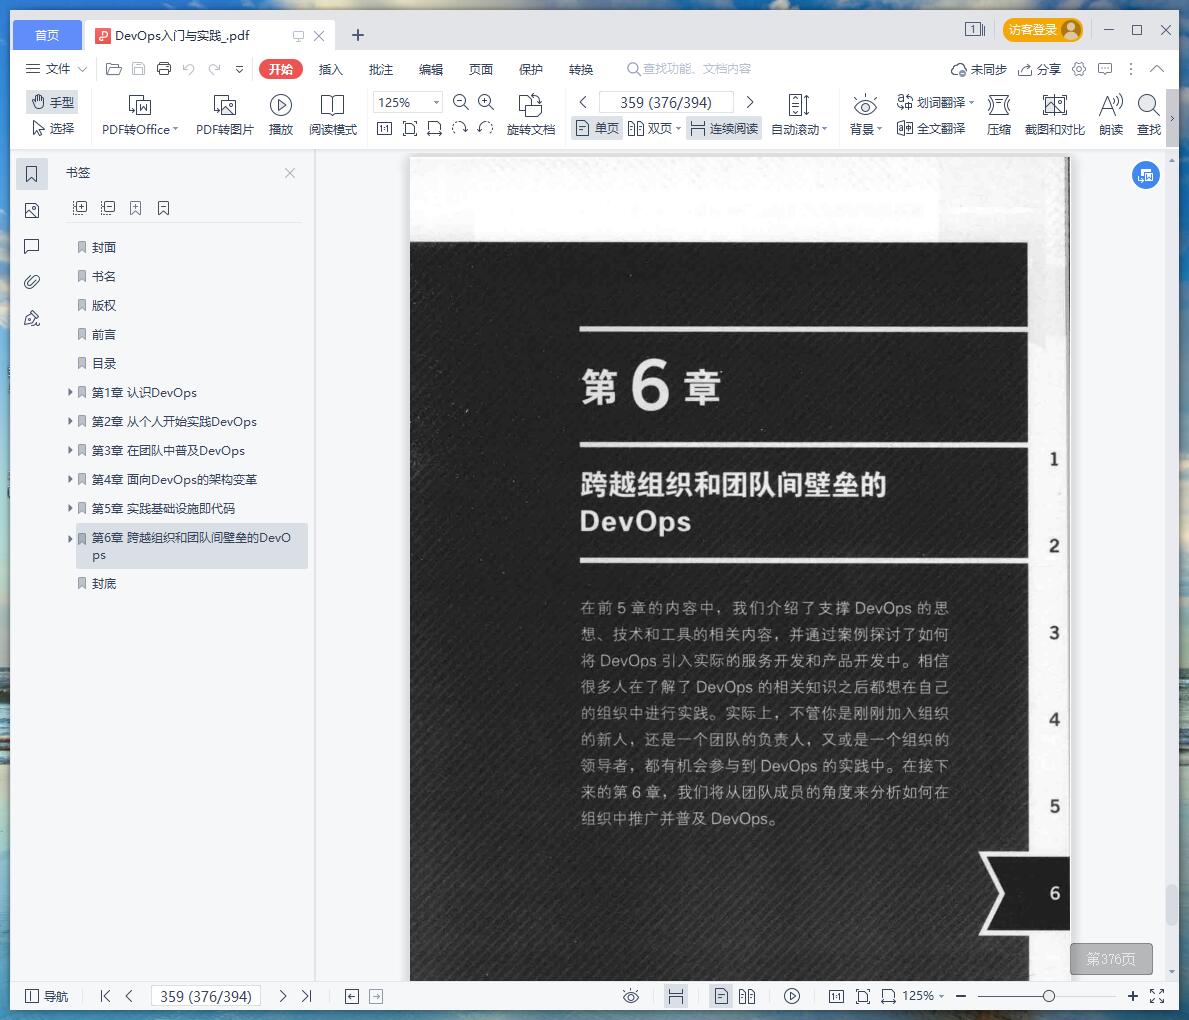 首页
DevOps入门与实践_.pdf
1
访客登录
文件
开始
插入
批注
编辑
页面
保护
转换
查找功能、文档内容
未同步
分享
手型
选择
PDF转Office
PDF转图片
播放
阅读模式
125%
旋转文档
359 (376/394)
单页
双页
连续阅读
自动滚动
背景
划词翻译
全文翻译
压缩
截图和对比
朗读
查找
书签
封面
书名
版权
前言
目录
第1章 认识DevOps
第2章 从个人开始实践DevOps
第3章 在团队中普及DevOps
第4章 面向DevOps的架构变革
第5章 实践基础设施即代码
第6章 跨越组织和团队间壁垒的DevO
ps
封底
第6章
跨越组织和团队间壁垒的
DevOps
在前 5 章的内容中，我们介绍了支撑 DevOps 的思
想、技术和工具的相关内容，并通过案例探讨了如何
将 DevOps 引入实际的服务开发和产品开发中。相信
很多人在了解了 DevOps 的相关知识之后都想在自己
的组织中进行实践。实际上，不管你是刚刚加入组织
的新人，还是一个团队的负责人，又或是一个组织的
领导者，都有机会参与到 DevOps 的实践中。在接下
来的第 6 章，我们将从团队成员的角度来分析如何在
组织中推广并普及 DevOps。
1
2
3
4
5
6
第376页
导航
359 (376/394)
125%